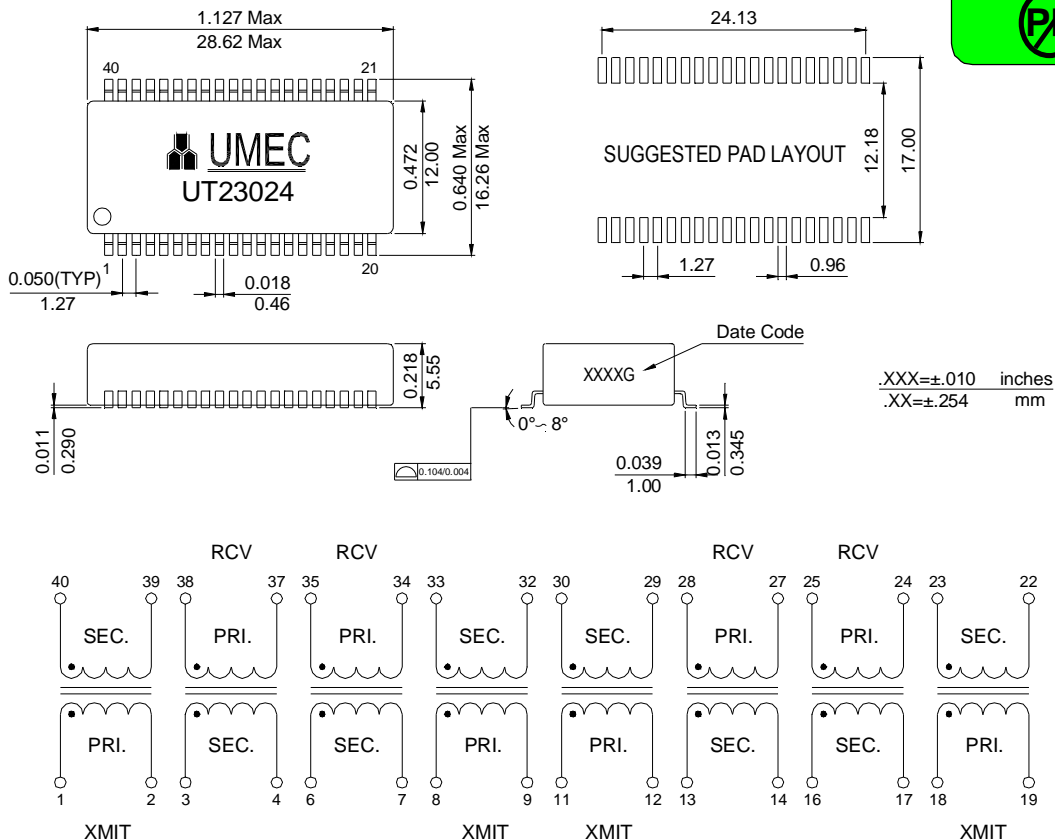 1.127 Max
28.62 Max
40 21
UMEC
UT23024
1 20
0.472
12.00
0.640 Max
16.26 Max
0.050(TYP)
1.27
0.018
0.46
24.13
SUGGESTED PAD LAYOUT
12.18
17.00
1.27
0.96
0.218
5.55
0.011
0.290
Date Code
XXXXG
0°~ 8°
0.104/0.004
0.039
1.00
0.013
0.345
.XXX=±.010 inches
.XX=±.254 mm
RCV RCV RCV RCV
40 39 38 37 35 34 33 32 30 29 28 27 25 24 23 22
SEC. PRI. PRI. SEC. SEC. PRI. PRI. SEC.
PRI. SEC. SEC. PRI. PRI. SEC. SEC. PRI.
1 2 3 4 6 7 8 9 11 12 13 14 16 17 18 19
XMIT XMIT XMIT XMIT